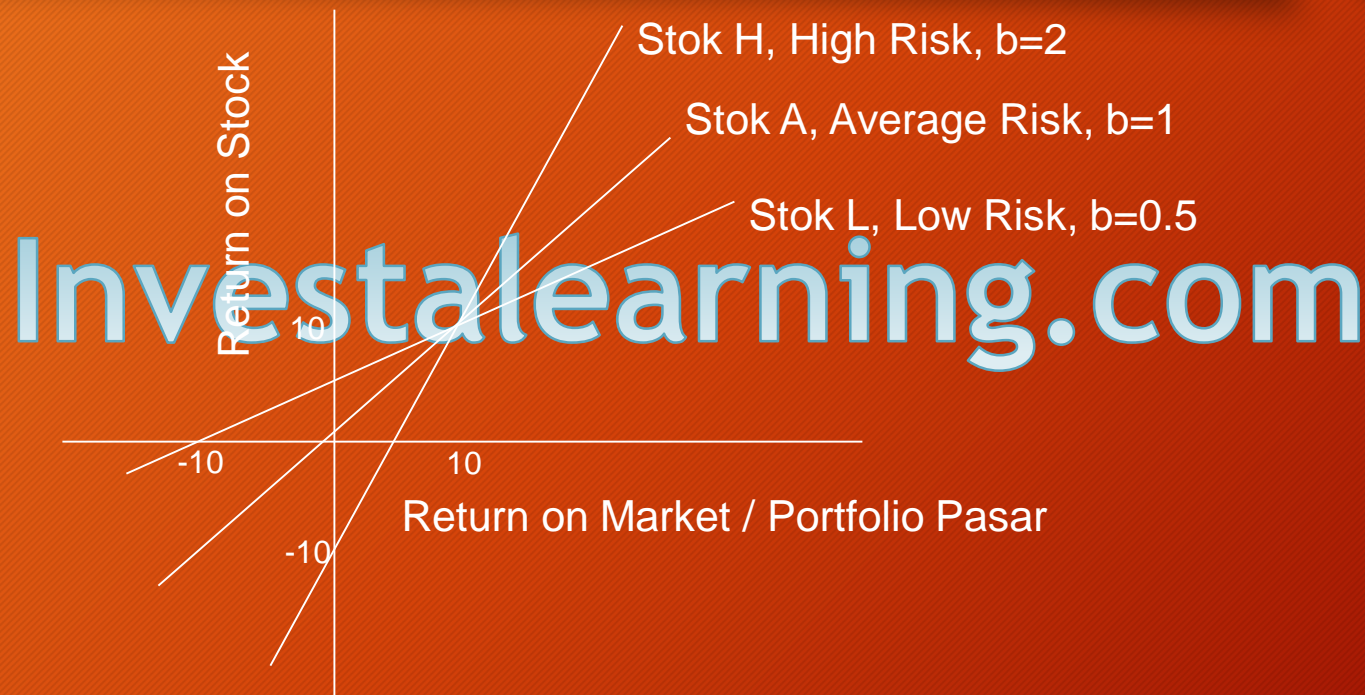 Stok H, High Risk, b=2
Return on Stock
Stok A, Average Risk, b=1
Stok L, Low Risk, b=0.5
Investalearning.com
10
-10
10
Return on Market / Portfolio Pasar
-10